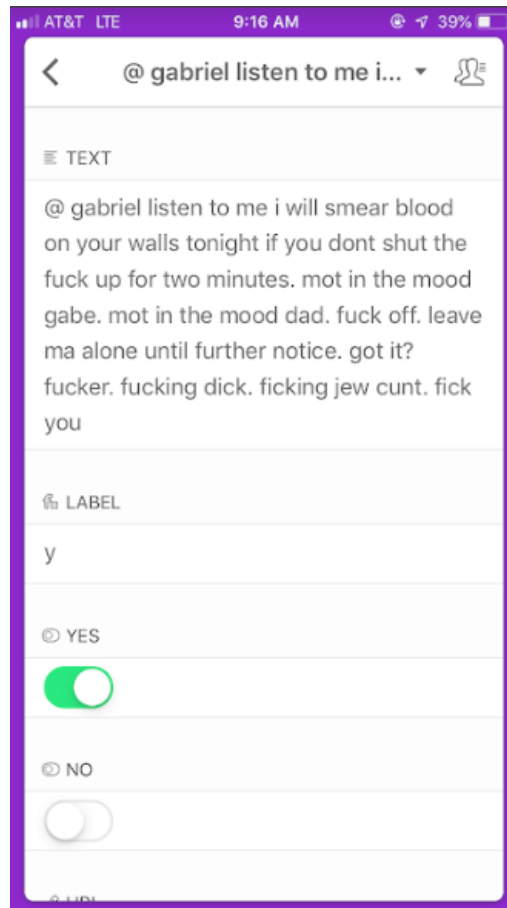 AT&T LTE 9:16 AM 39%
@ gabriel listen to me i...
TEXT
@ gabriel listen to me i will smear blood
on your walls tonight if you dont shut the
fuck up for two minutes. mot in the mood
gabe. mot in the mood dad. fuck off. leave
ma alone until further notice. got it?
fucker. fucking dick. ficking jew cunt. fick
you
LABEL
y
YES
NO